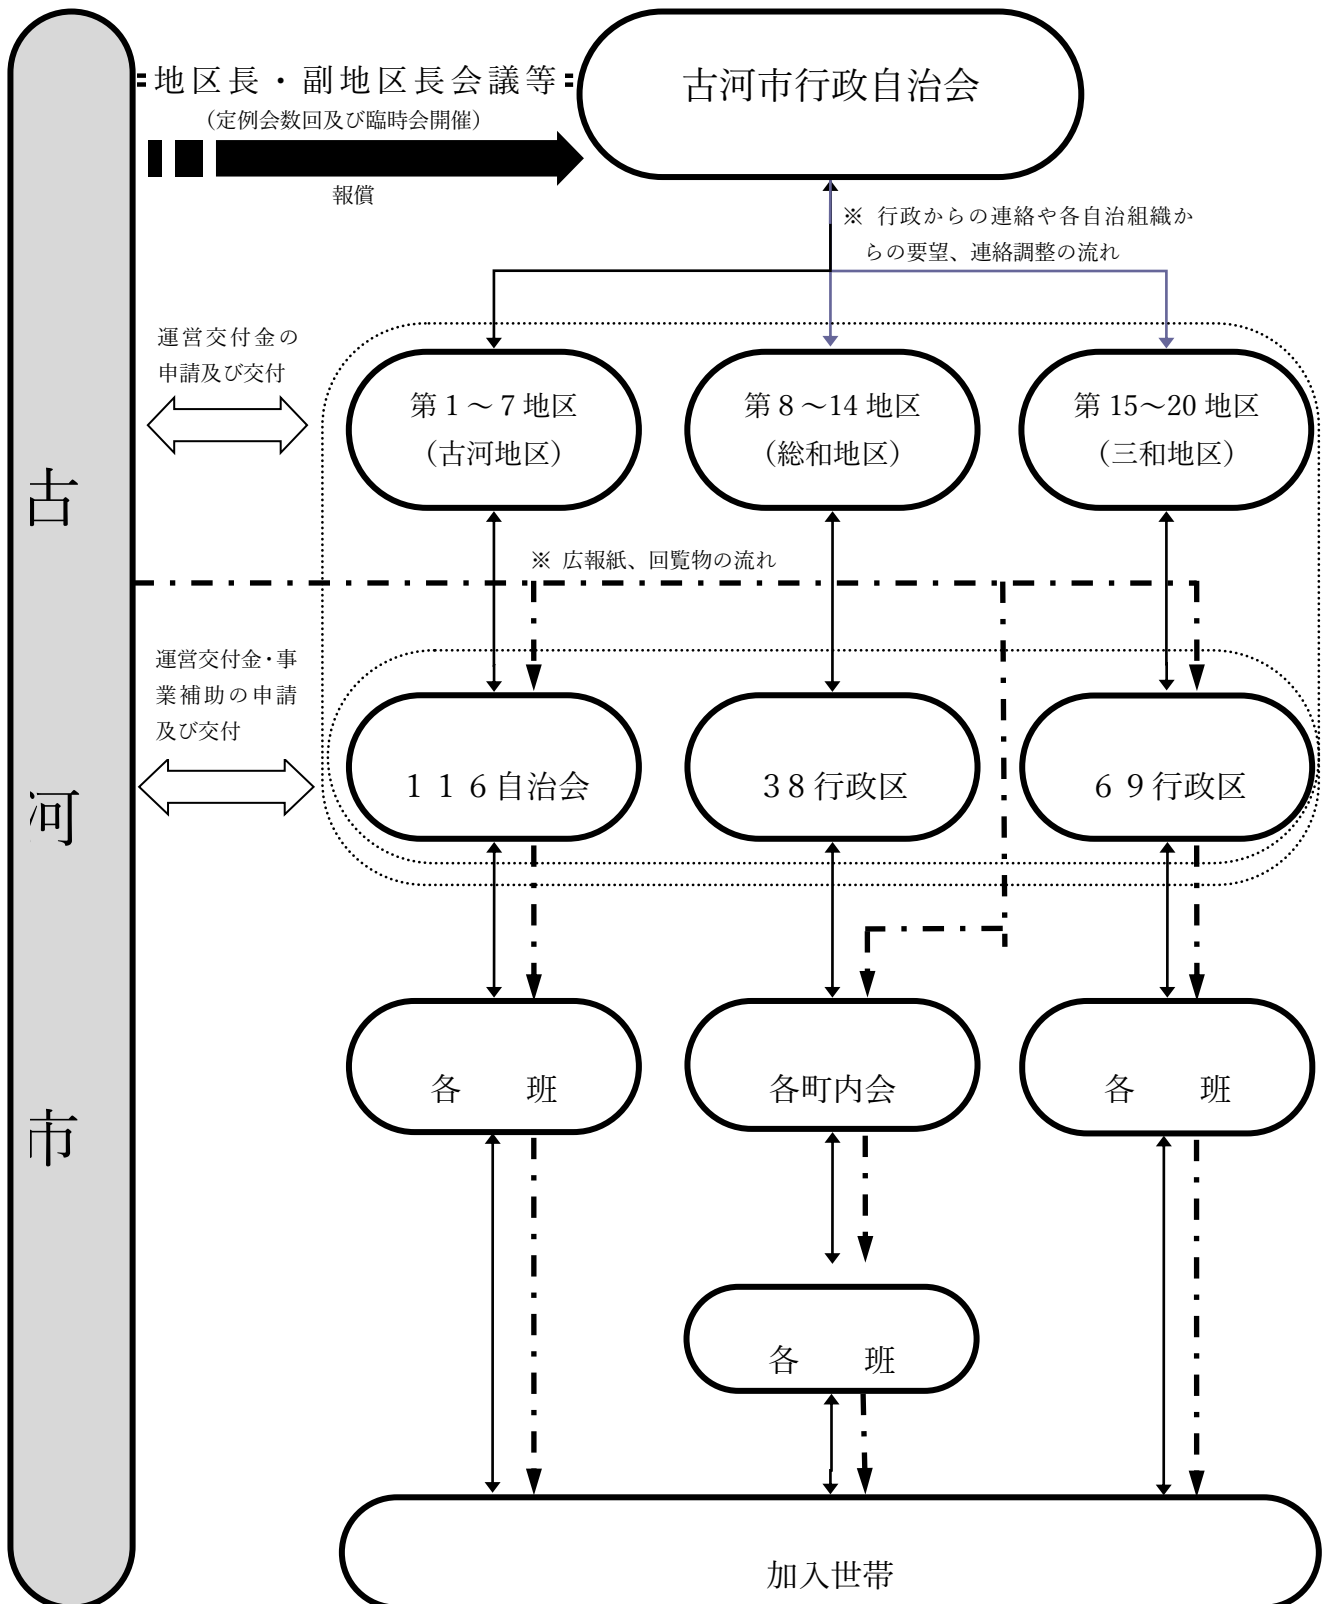 地区長・副地区長会議等
(定例会数回及び臨時会開催)
報償
古河市行政自治会
※ 行政からの連絡や各自治組織か
らの要望、連絡調整の流れ
運営交付金の
申請及び交付
第1～7地区
(古河地区)
第8～14地区
(総和地区)
第15～20地区
(三和地区)
※ 広報紙、回覧物の流れ
運営交付金・事
業補助の申請
及び交付
116自治会
38行政区
69行政区
各 班
各町内会
各 班
各 班
加入世帯
古
河
市